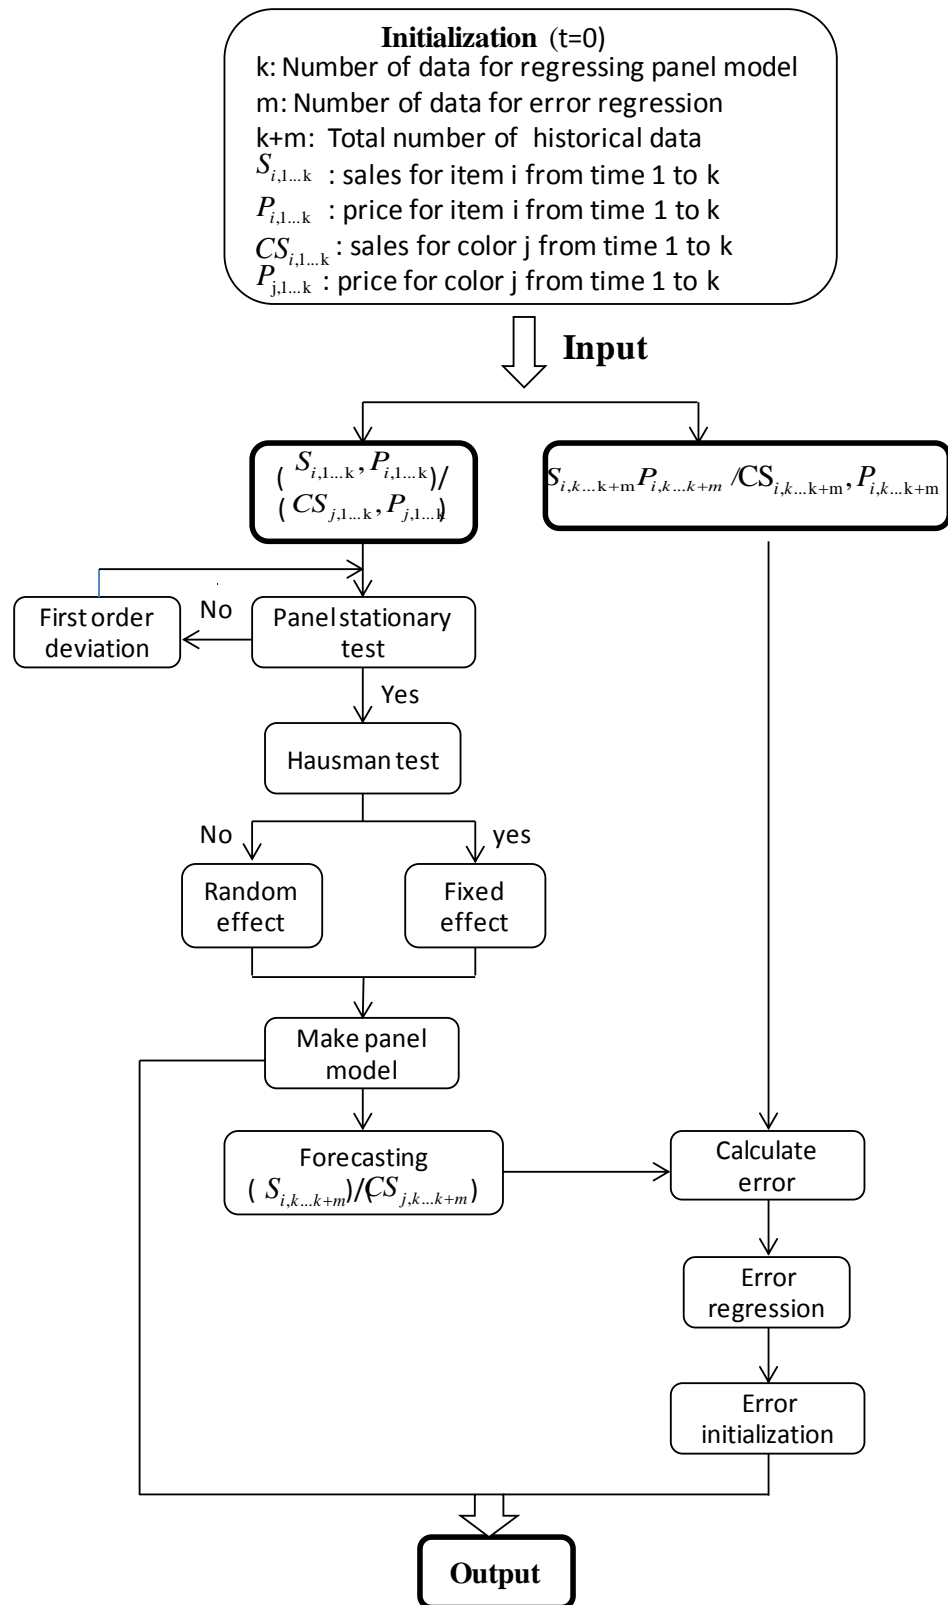 Initialization (t=0)
k: Number of data for regressing panel model
m: Number of data for error regression
k+m: Total number of historical data
S_{i,1...k} : sales for item i from time 1 to k
P_{i,1...k} : price for item i from time 1 to k
CS_{i,1...k} : sales for color j from time 1 to k
P_{j,1...k} : price for color j from time 1 to k
Input
( S_{i,1...k}, P_{i,1...k})/
( CS_{j,1...k}, P_{j,1...k})
S_{i,k...k+m} P_{i,k...k+m} /CS_{i,k...k+m}, P_{i,k...k+m}
No
First order
deviation
Panel stationary
test
Yes
Hausman test
No
yes
Random
effect
Fixed
effect
Make panel
model
Forecasting
( S_{i,k...k+m})/(CS_{j,k...k+m})
Calculate
error
Error
regression
Error
initialization
Output